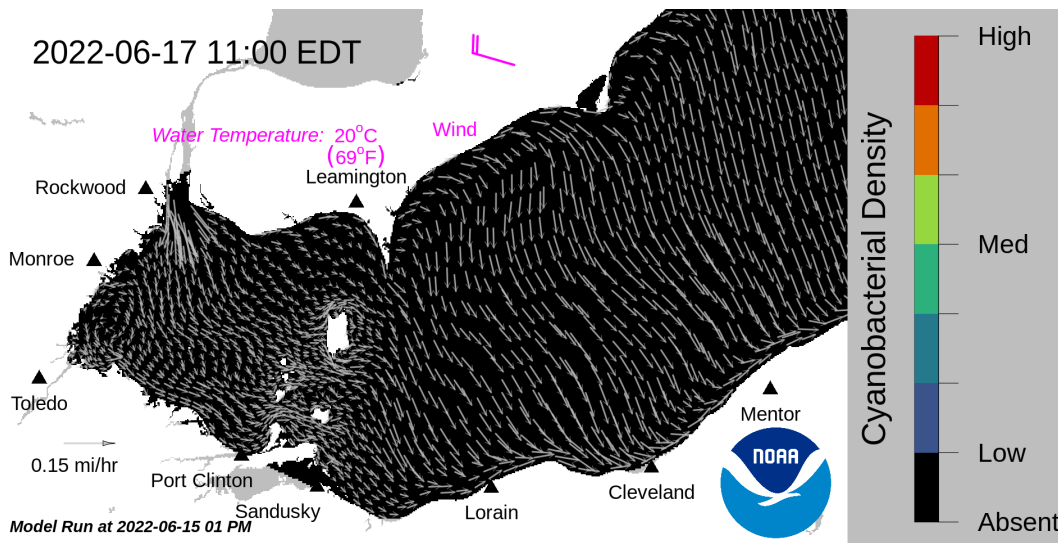 2022-06-17 11:00 EDT
Water Temperature: 20°C
(69°F)
Wind
Leamington
Rockwood
Monroe
Toledo
0.15 mi/hr
Port Clinton
Sandusky
Lorain
Cleveland
Mentor
NOAA
Model Run at 2022-06-15 01 PM
Cyanobacterial Density
High
Med
Low
Absent